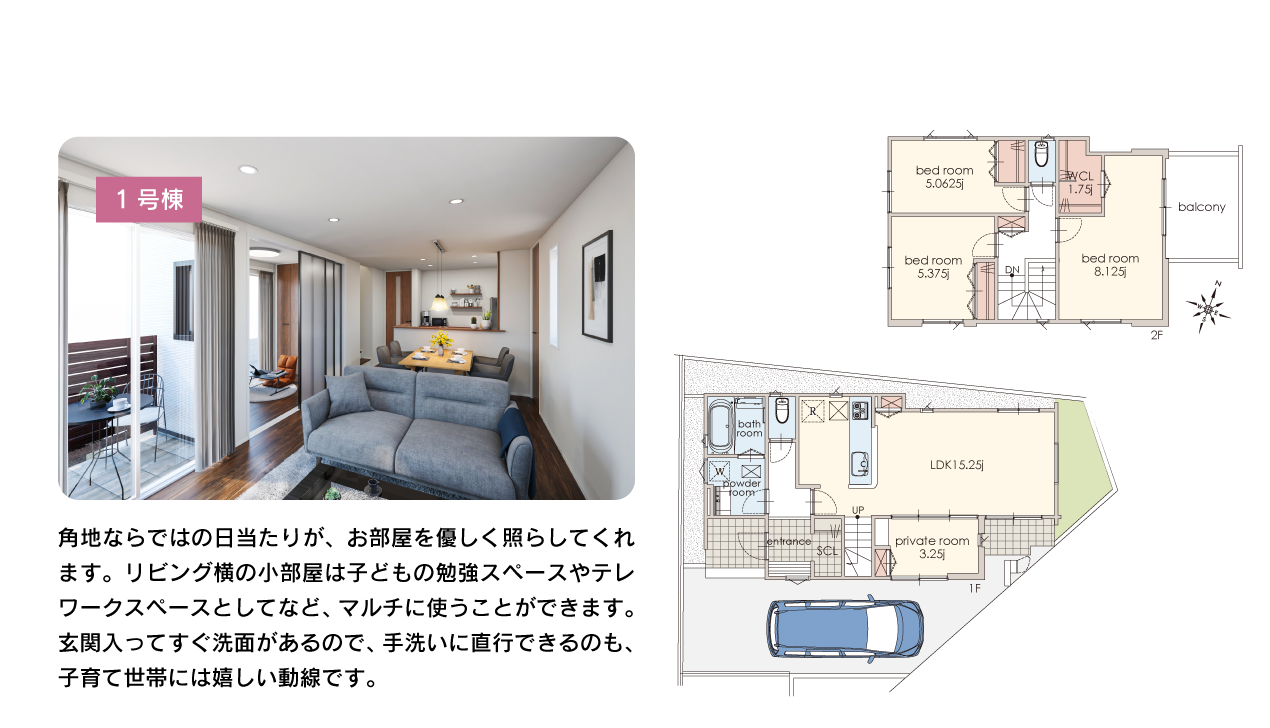 1 号棟
角地ならではの日当たりが、お部屋を優しく照らしてくれ
ます。リビング横の小部屋は子どもの勉強スペースやテレ
ワークスペースとしてなど、マルチに使うことができます。
玄関入ってすぐ洗面があるので、手洗いに直行できるのも、
子育て世帯には嬉しい動線です。
bed room
5.0625j
WCL
1.75j
balcony
bed room
5.375j
DN
bed room
8.125j
N
W
E
S
2F
bath
room
R
LDK15.25j
W
powder
room
UP
entrance
SCL
private room
3.25j
1F